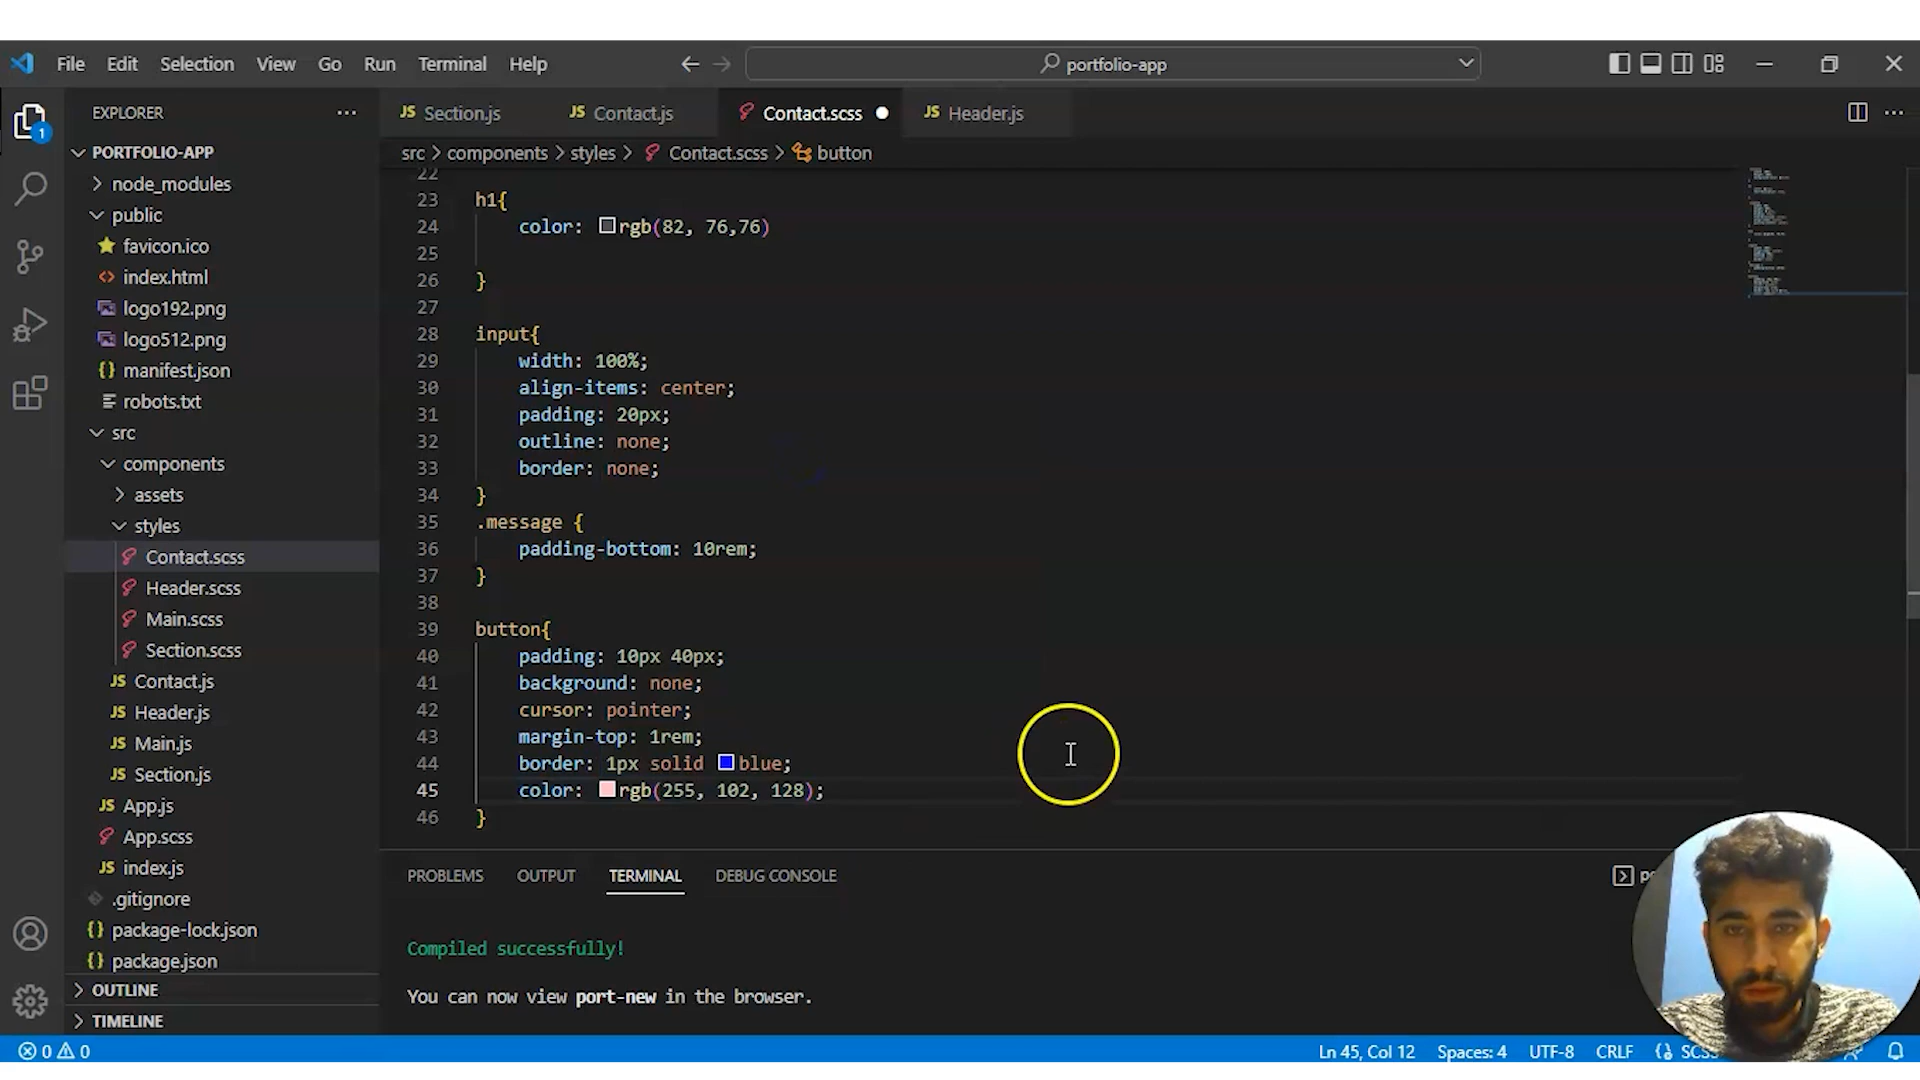 File Edit Selection View Go Run Terminal Help
portfolio-app
EXPLORER
1
PORTFOLIO-APP
node_modules
public
favicon.ico
index.html
logo192.png
logo512.png
manifest.json
robots.txt
src
components
assets
styles
Contact.scss
Header.scss
Main.scss
Section.scss
JS Contact.js
JS Header.js
JS Main.js
JS Section.js
JS App.js
App.scss
JS index.js
.gitignore
{} package-lock.json
{} package.json
OUTLINE
TIMELINE
JS Section.js JS Contact.js Contact.scss JS Header.js
src > components > styles > Contact.scss > button
22
23 h1{
24 color: rgb(82, 76,76)
25
26 }
27
28 input{
29 width: 100%;
30 align-items: center;
31 padding: 20px;
32 outline: none;
33 border: none;
34 }
35 .message {
36 padding-bottom: 10rem;
37 }
38
39 button{
40 padding: 10px 40px;
41 background: none;
42 cursor: pointer;
43 margin-top: 1rem;
44 border: 1px solid blue;
45 color: rgb(255, 102, 128);
46 }
PROBLEMS OUTPUT TERMINAL DEBUG CONSOLE
Compiled successfully!
You can now view port-new in the browser.
0 0 Ln 45, Col 12 Spaces: 4 UTF-8 CRLF